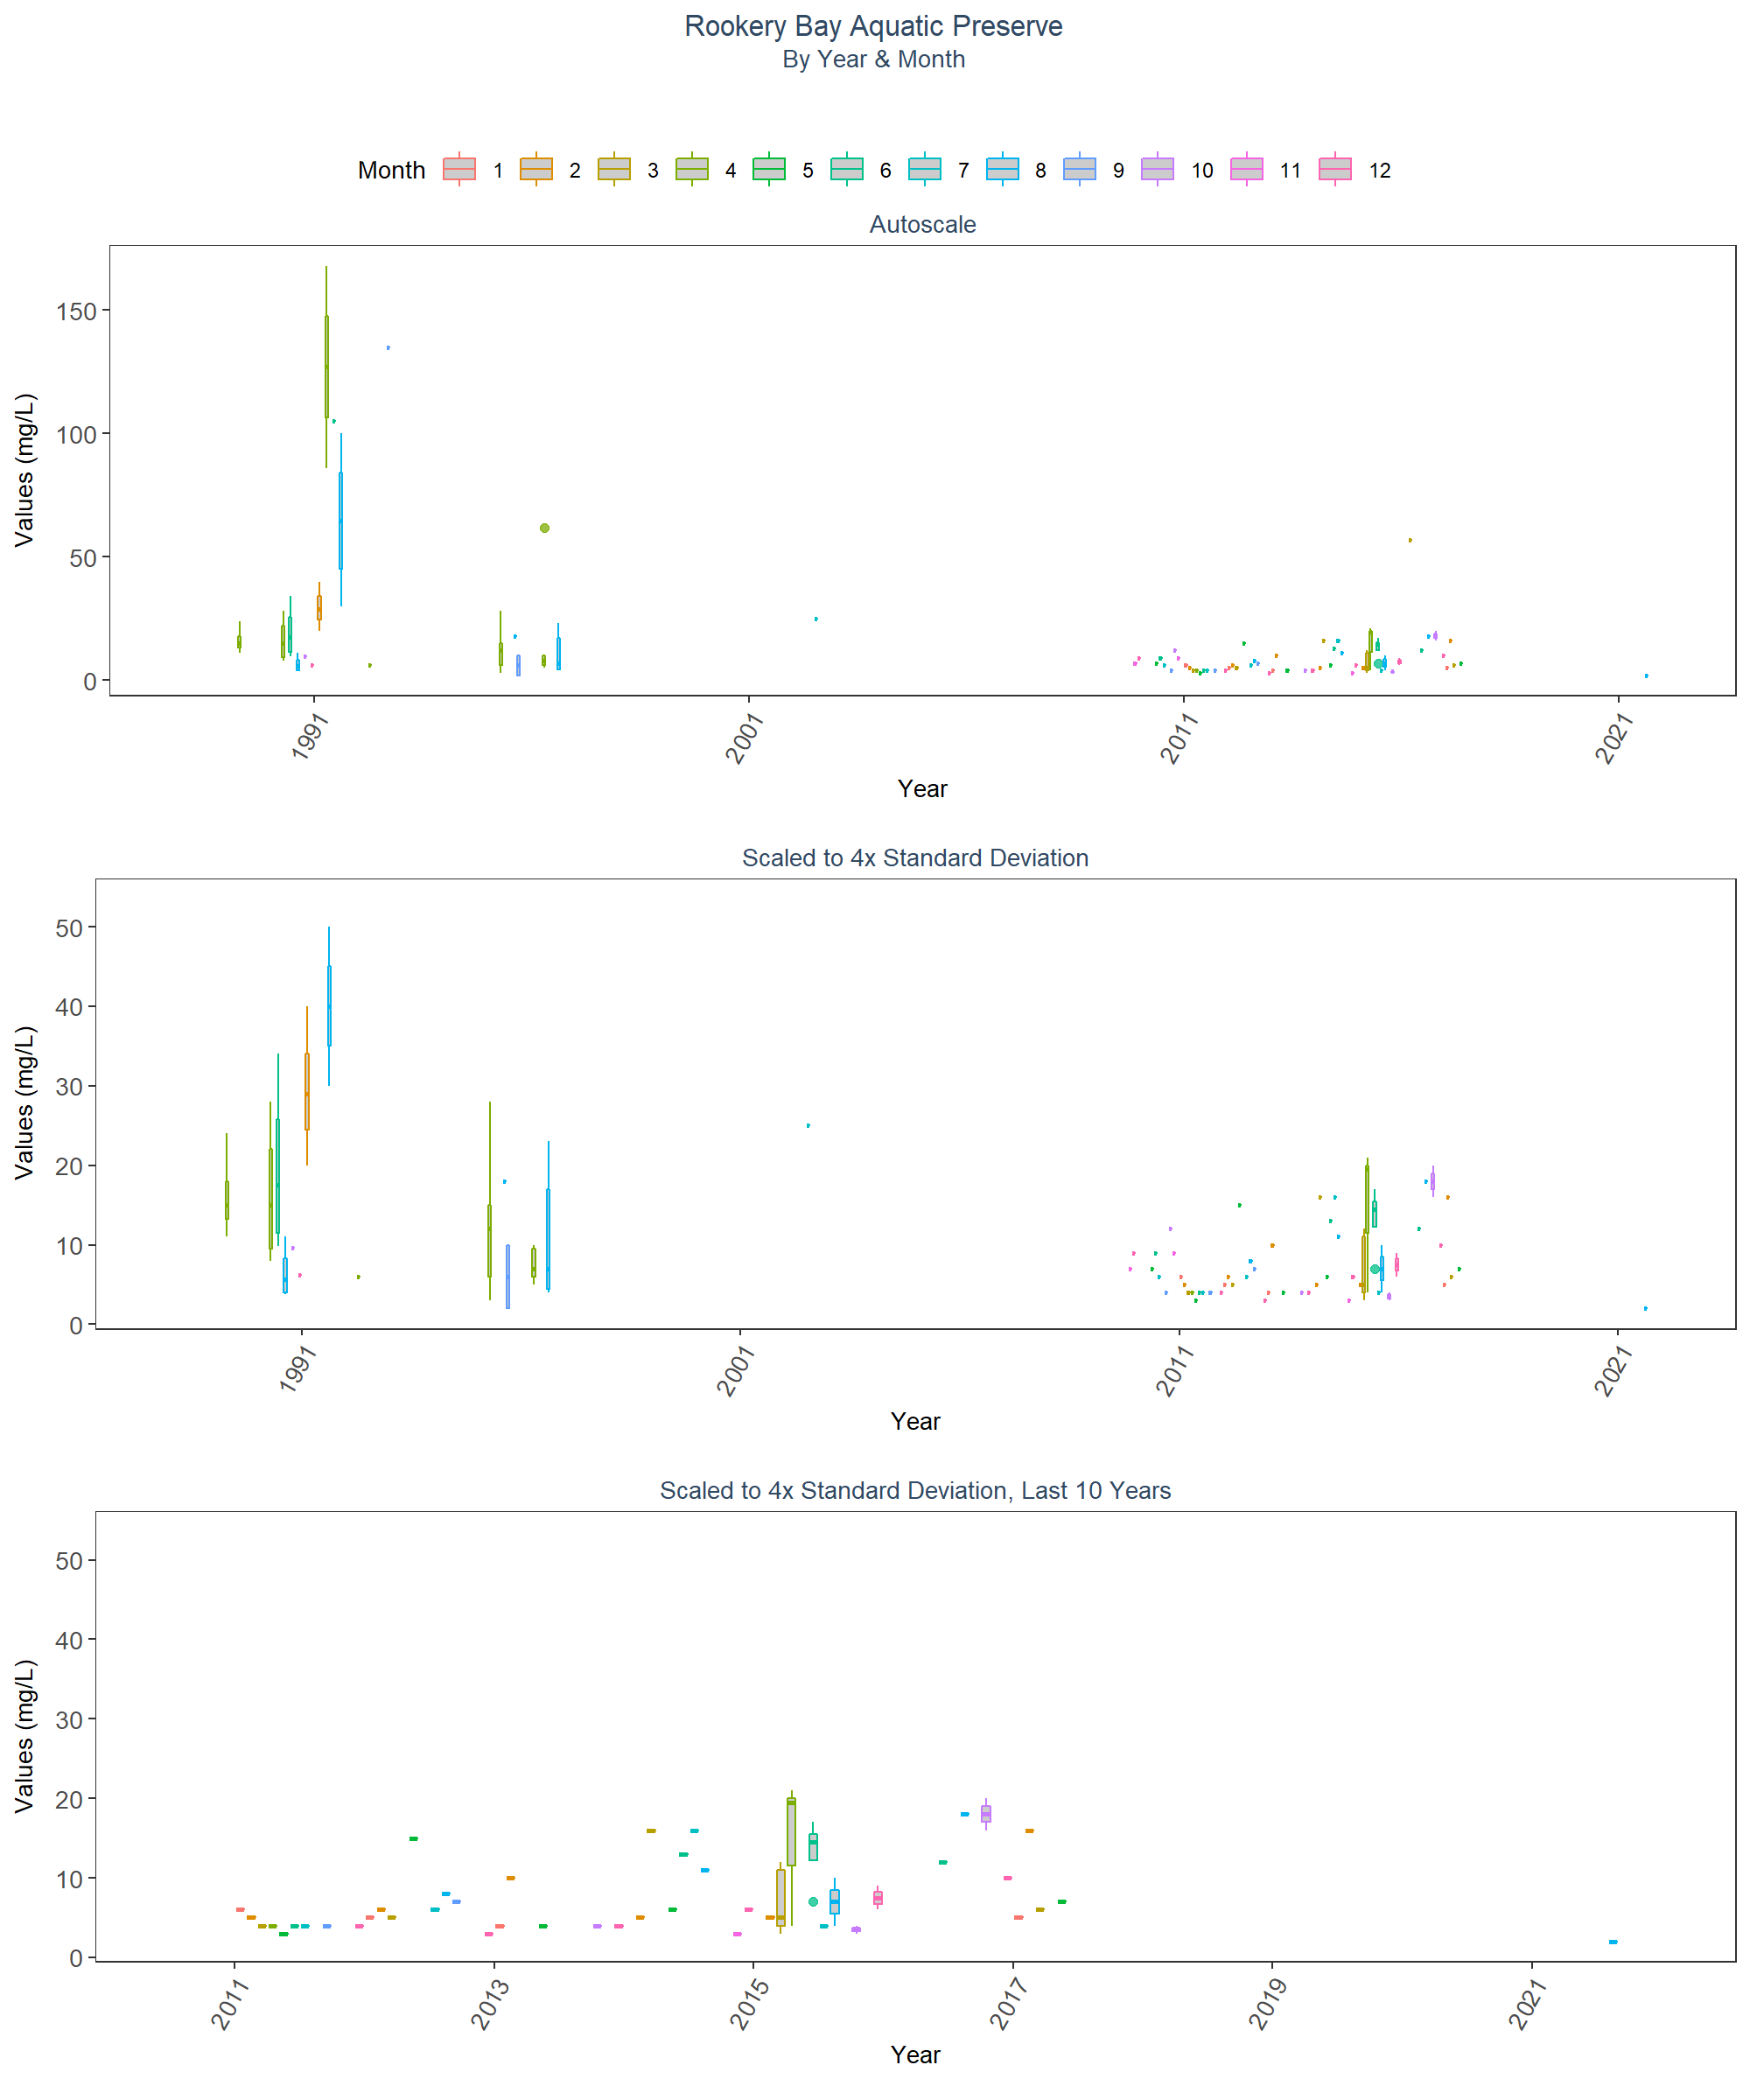 Rookery Bay Aquatic Preserve
By Year & Month
Month 1 2 3 4 5 6 7 8 9 10 11 12
Autoscale
Values (mg/L)
150
100
50
0
1991 2001 2011 2021
Year
Scaled to 4x Standard Deviation
Values (mg/L)
50
40
30
20
10
0
1991 2001 2011 2021
Year
Scaled to 4x Standard Deviation, Last 10 Years
Values (mg/L)
50
40
30
20
10
0
2011 2013 2015 2017 2019 2021
Year